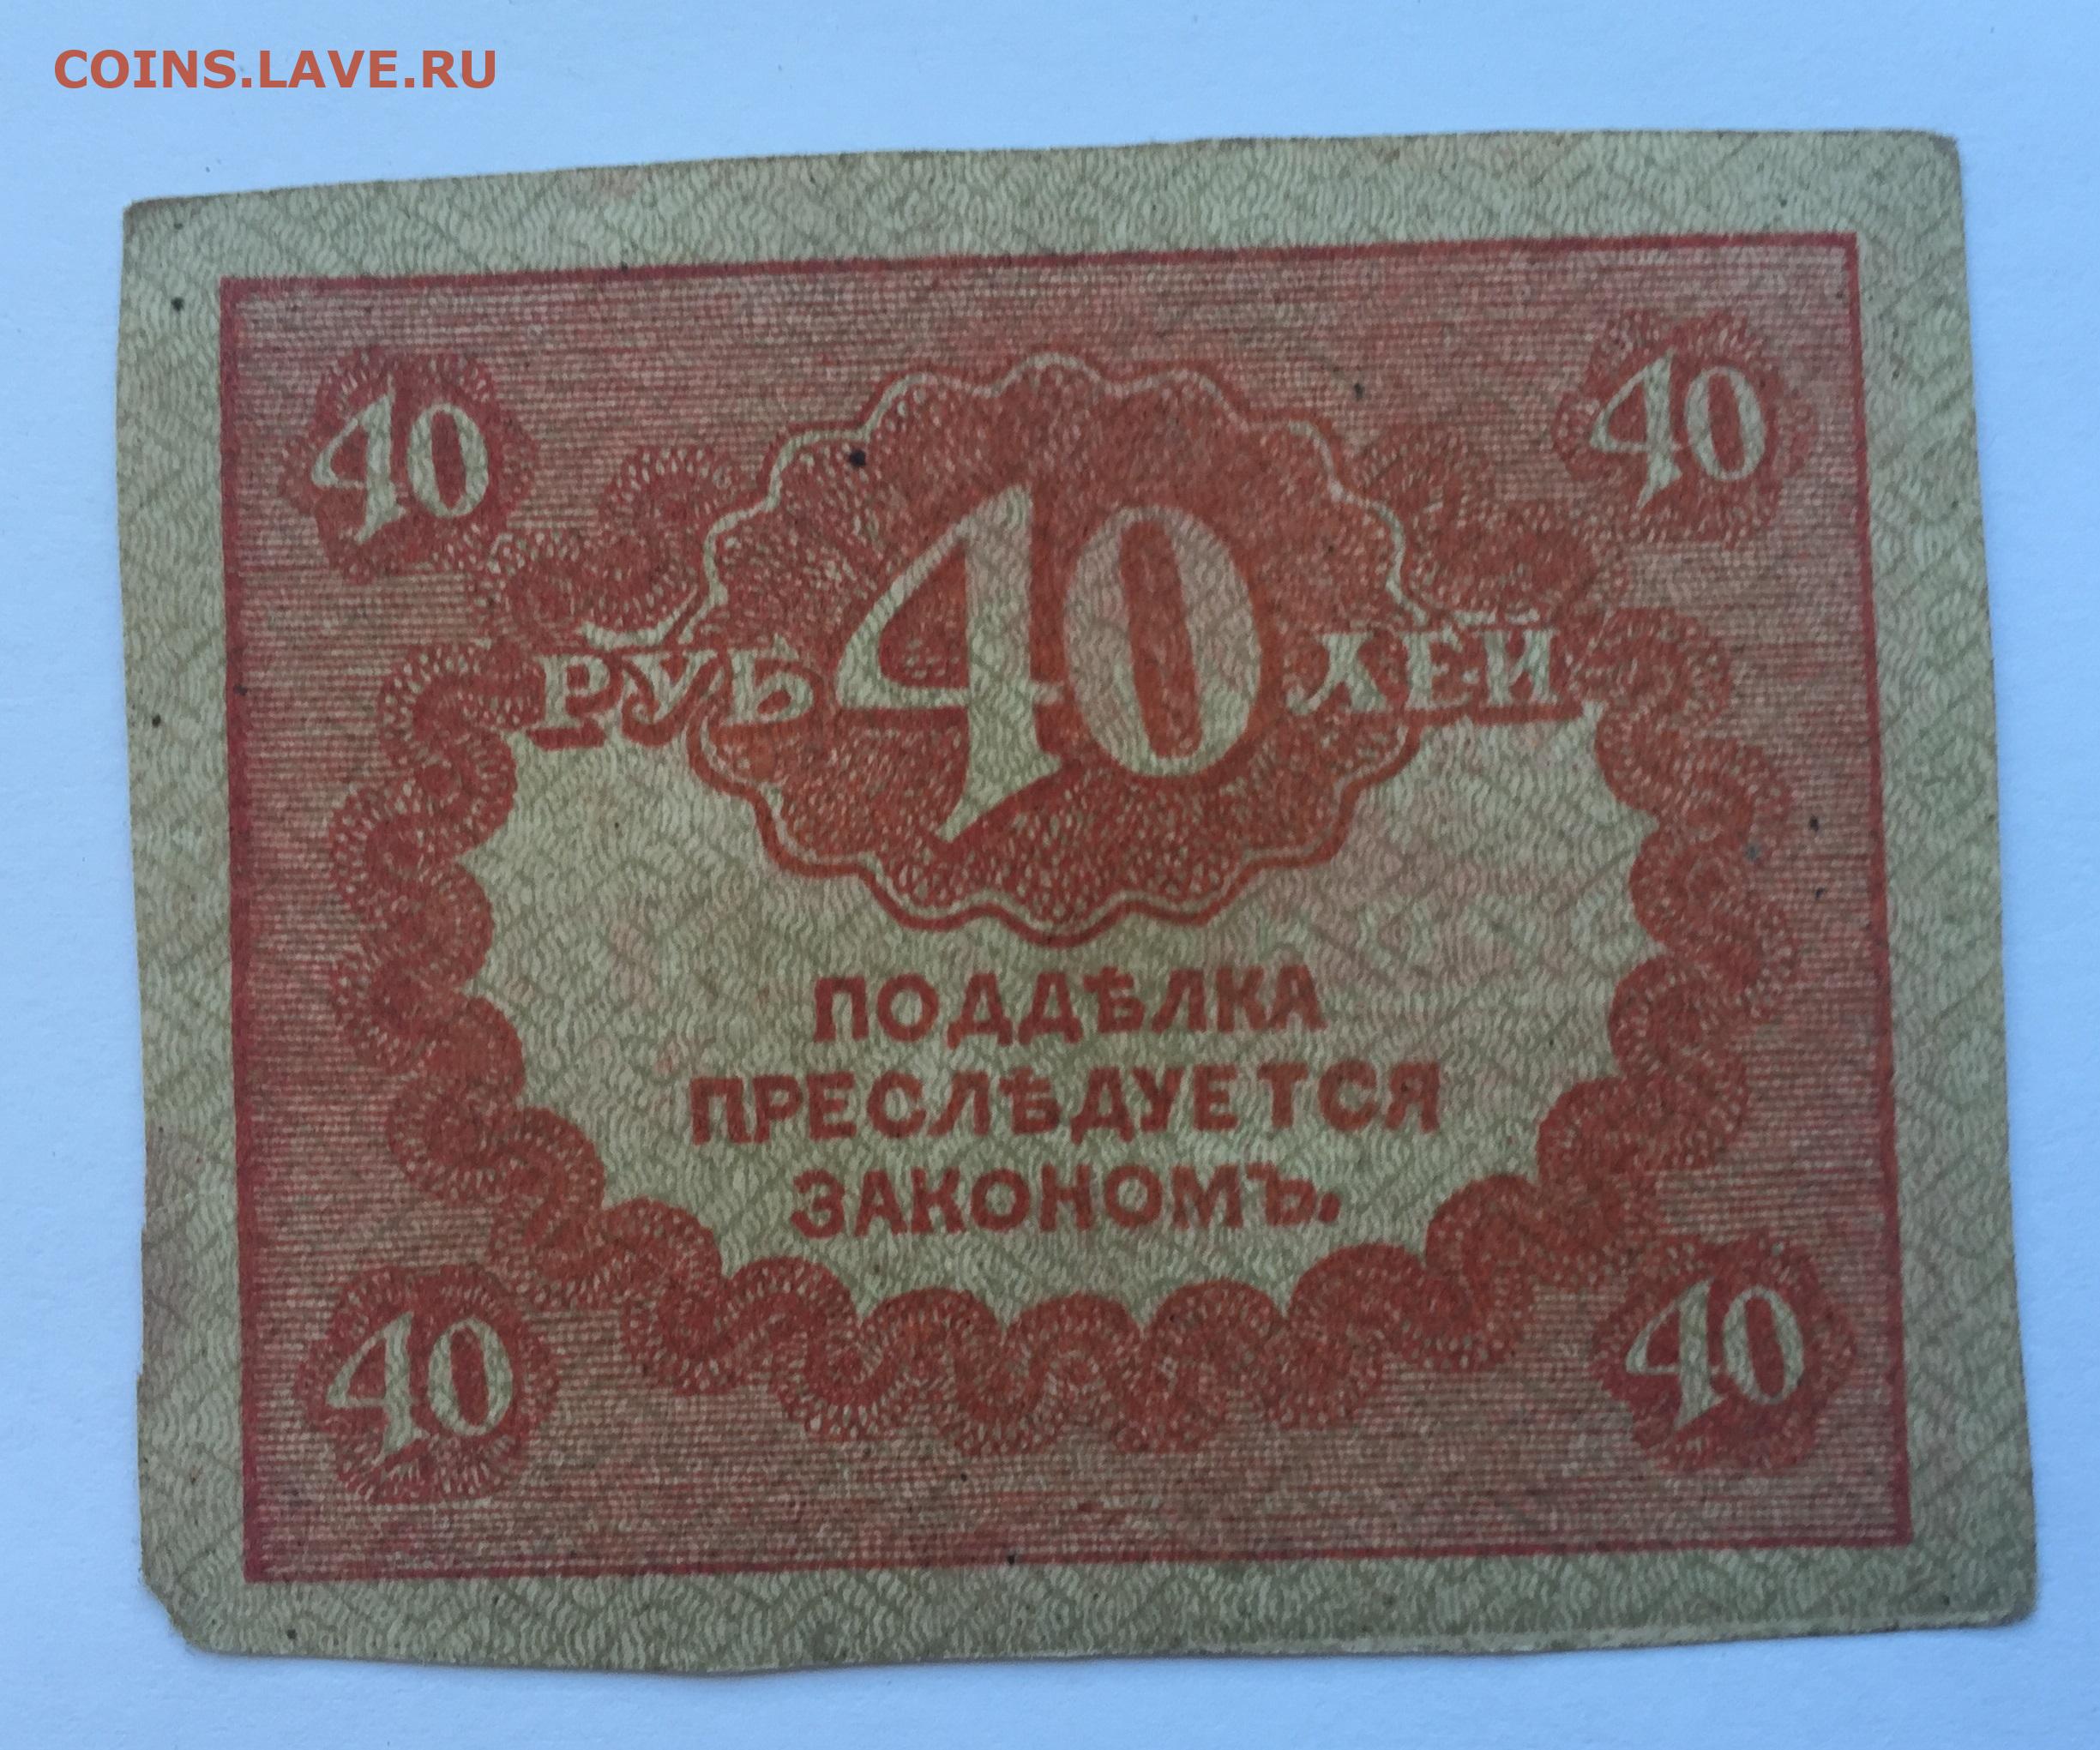 COINS.LAVE.RU
40 40
РУБ 40 ЛЕЙ
ПОДДѢЛКА
ПРЕСЛѢДУЕТСЯ
ЗАКОНОМЪ.
40 40